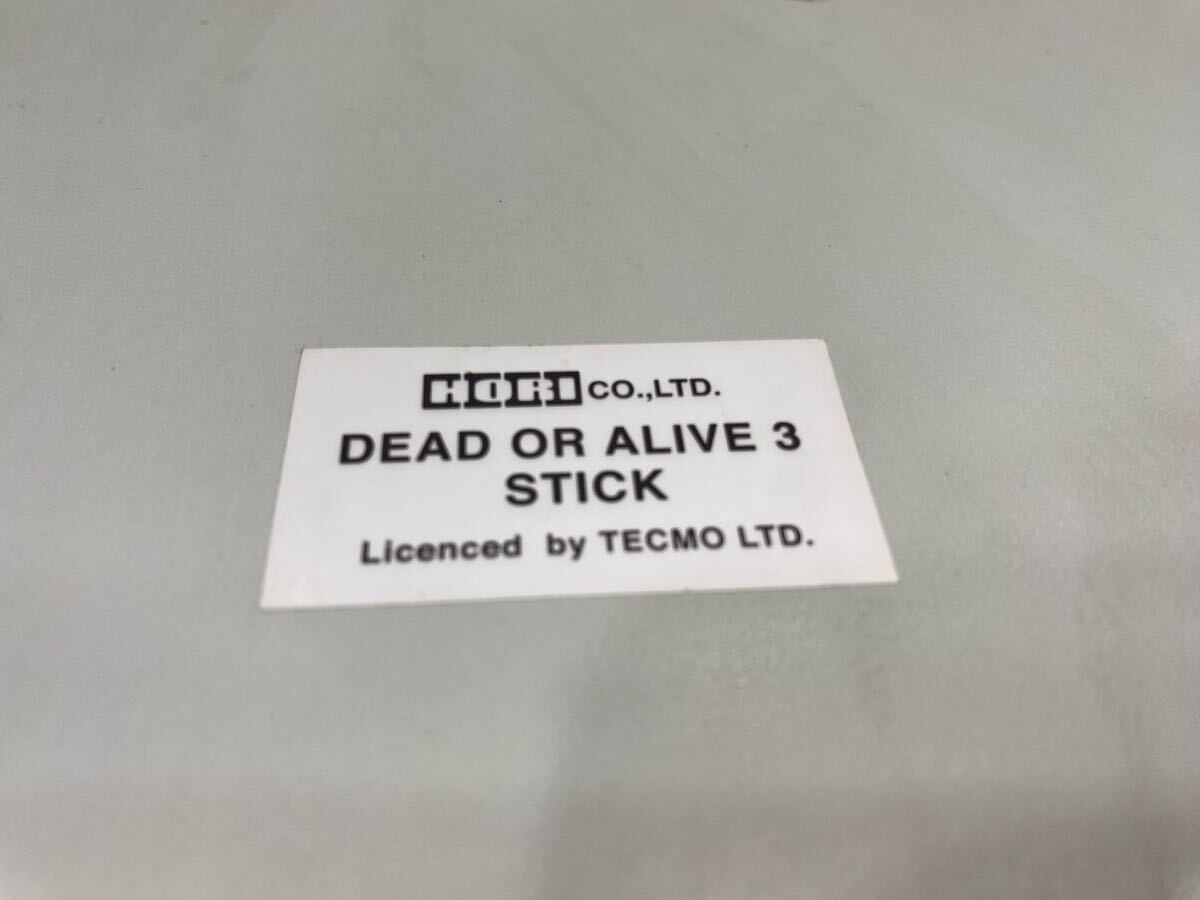 HORI CO.,LTD.
DEAD OR ALIVE 3
STICK
Licenced by TECMO LTD.